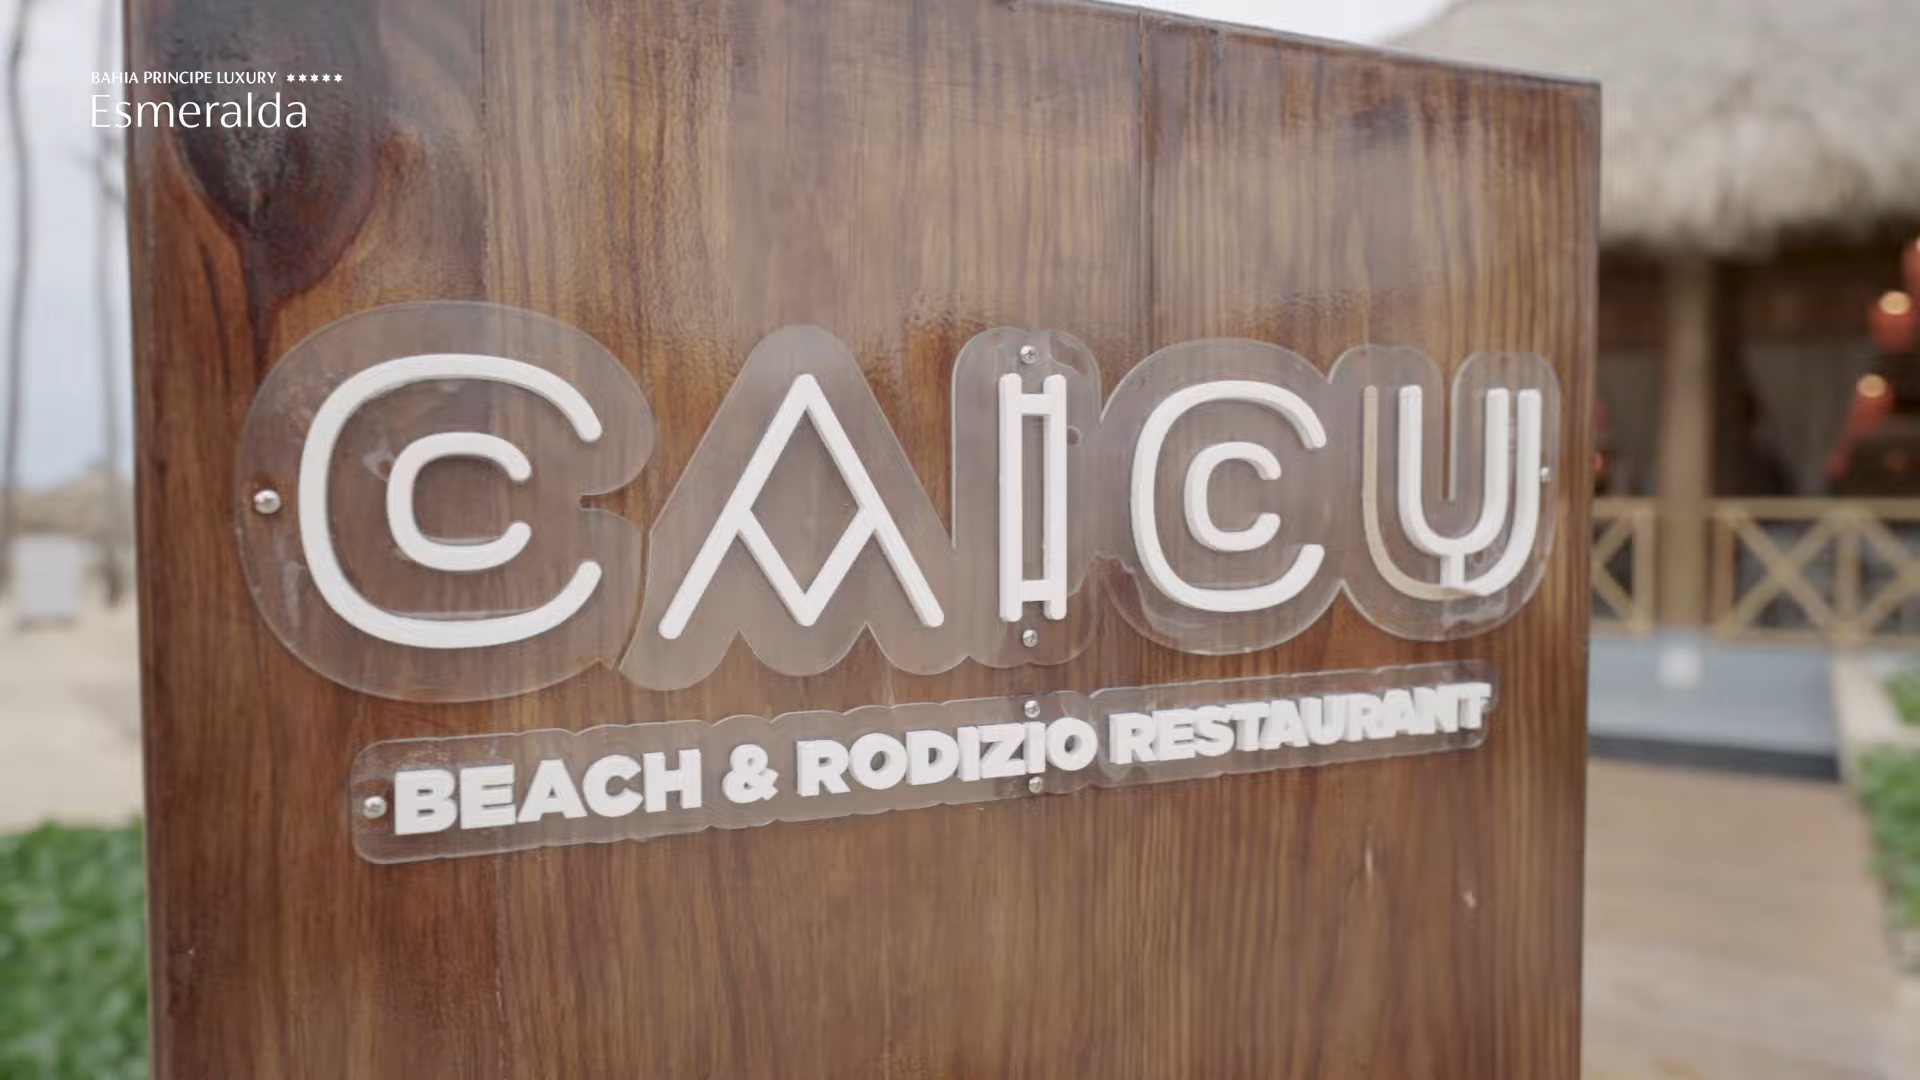 BAHIA PRINCIPE LUXURY *****
Esmeralda
CAICU
BEACH & RODIZIO RESTAURANT